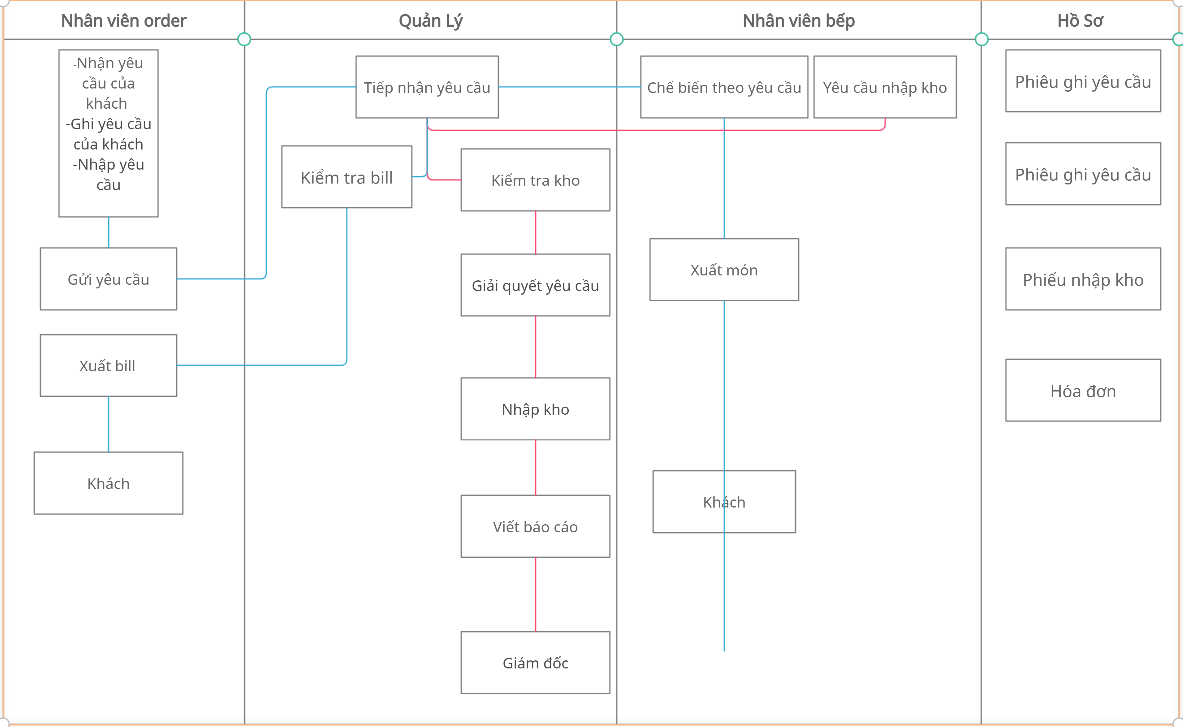 Nhân viên order
Quản Lý
Nhân viên bếp
Hồ Sơ
-Nhận yêu
cầu của
khách
-Ghi yêu cầu
của khách
-Nhập yêu
cầu
Gửi yêu cầu
Xuất bill
Khách
Tiếp nhận yêu cầu
Kiểm tra bill
Kiểm tra kho
Giải quyết yêu cầu
Nhập kho
Viết báo cáo
Giám đốc
Chế biến theo yêu cầu
Yêu cầu nhập kho
Xuất món
Khách
Phiêu ghi yêu cầu
Phiêu ghi yêu cầu
Phiếu nhập kho
Hóa đơn